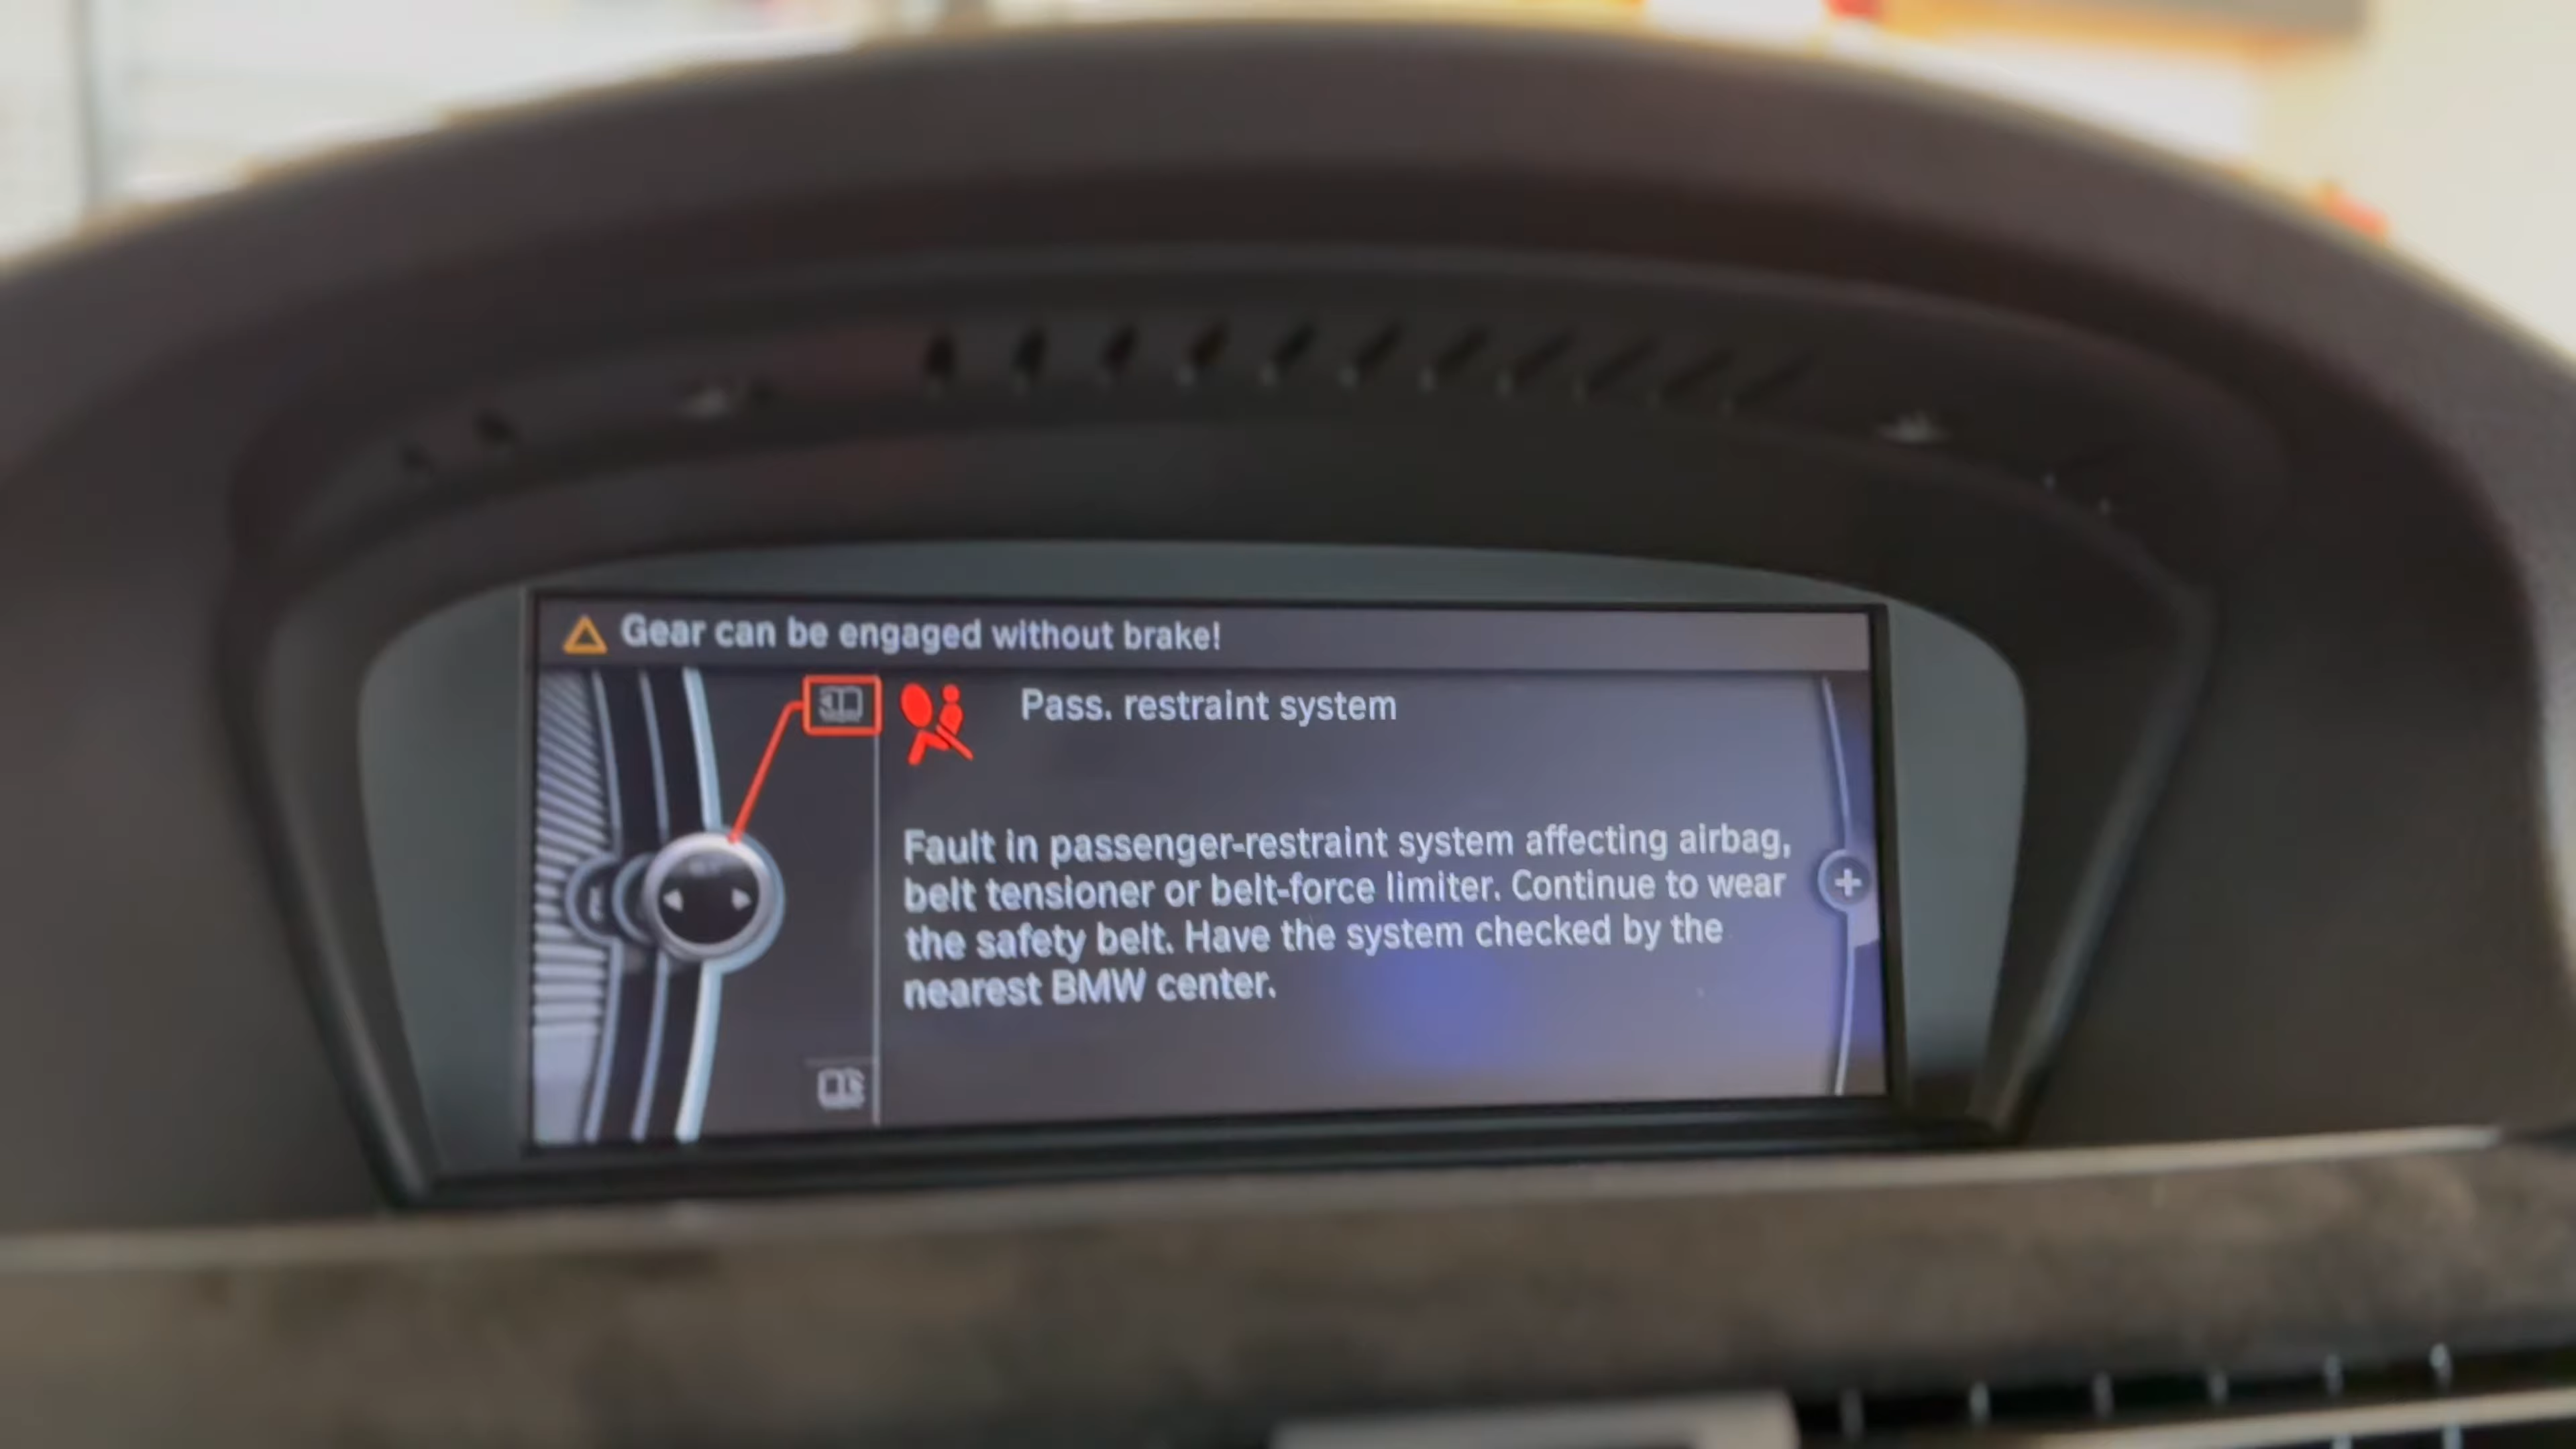 Gear can be engaged without brake!
Pass. restraint system
Fault in passenger-restraint system affecting airbag,
belt tensioner or belt-force limiter. Continue to wear
the safety belt. Have the system checked by the
nearest BMW center.